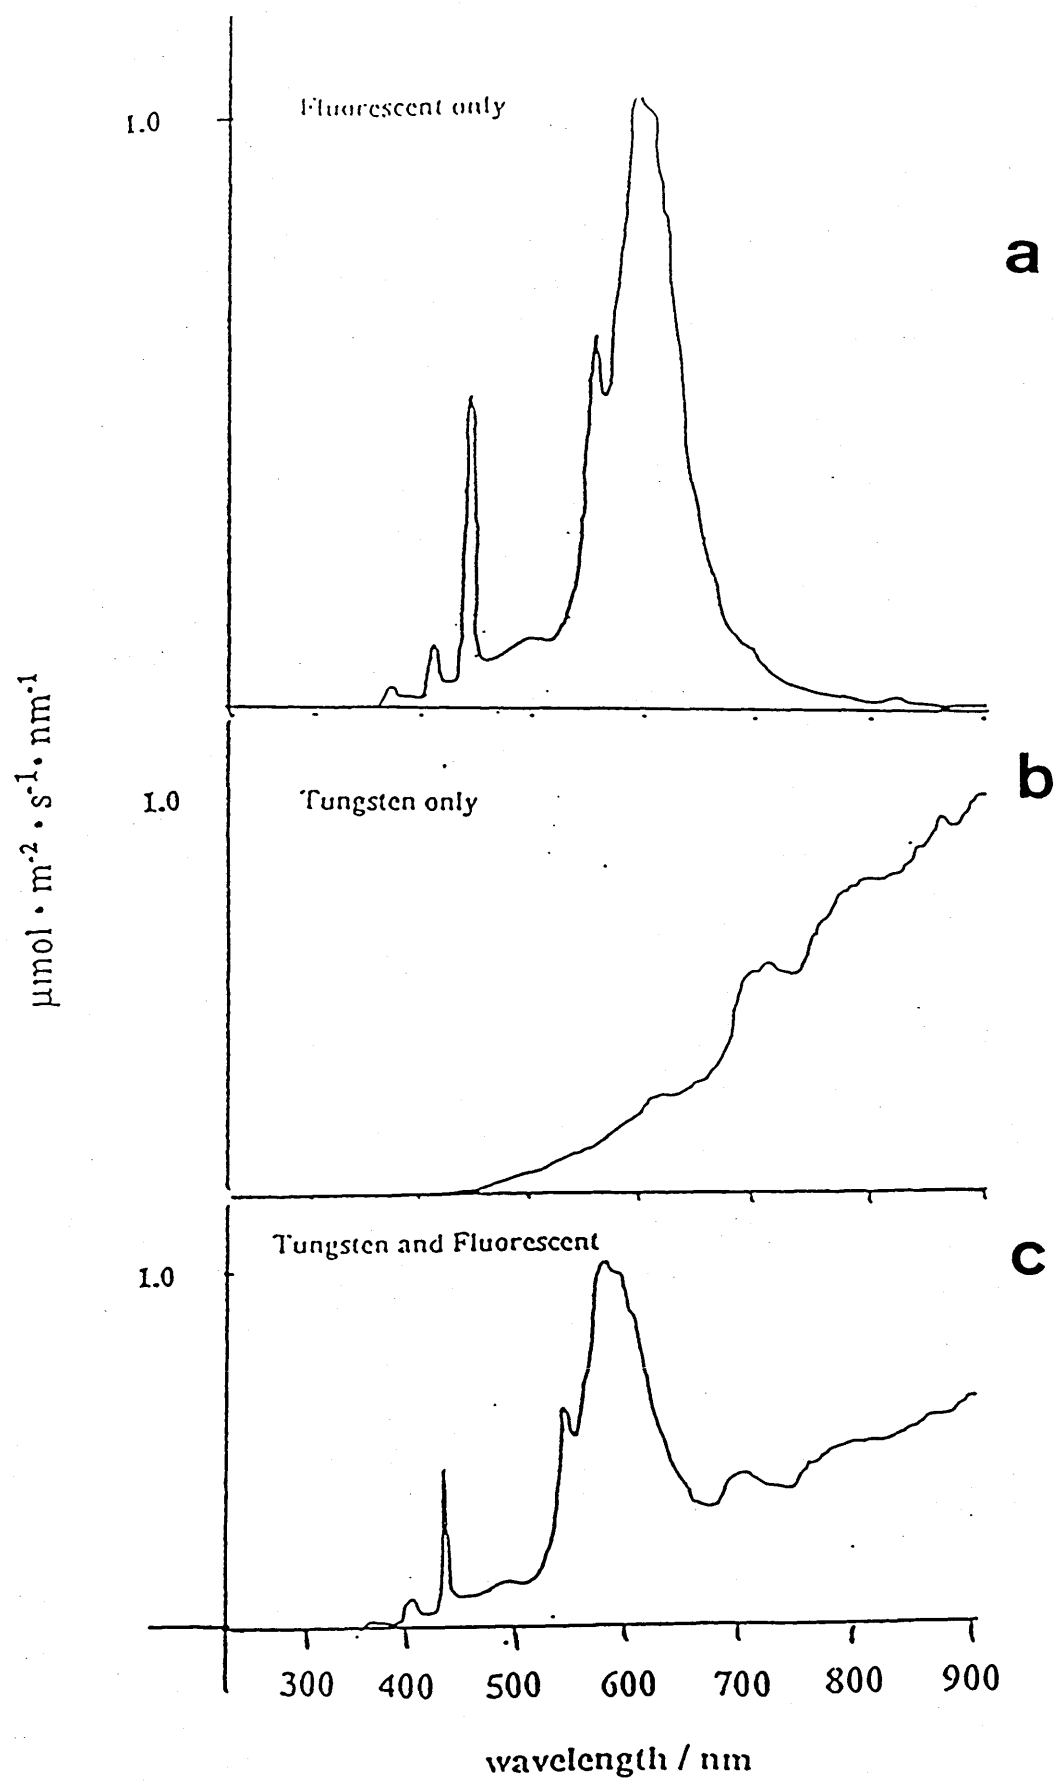 1.0
Fluorescent only
a
1.0
Tungsten only
b
µmol • m-2 • s-1 • nm-1
Tungsten and Fluorescent
1.0
c
300 400 500 600 700 800 900
wavelength / nm